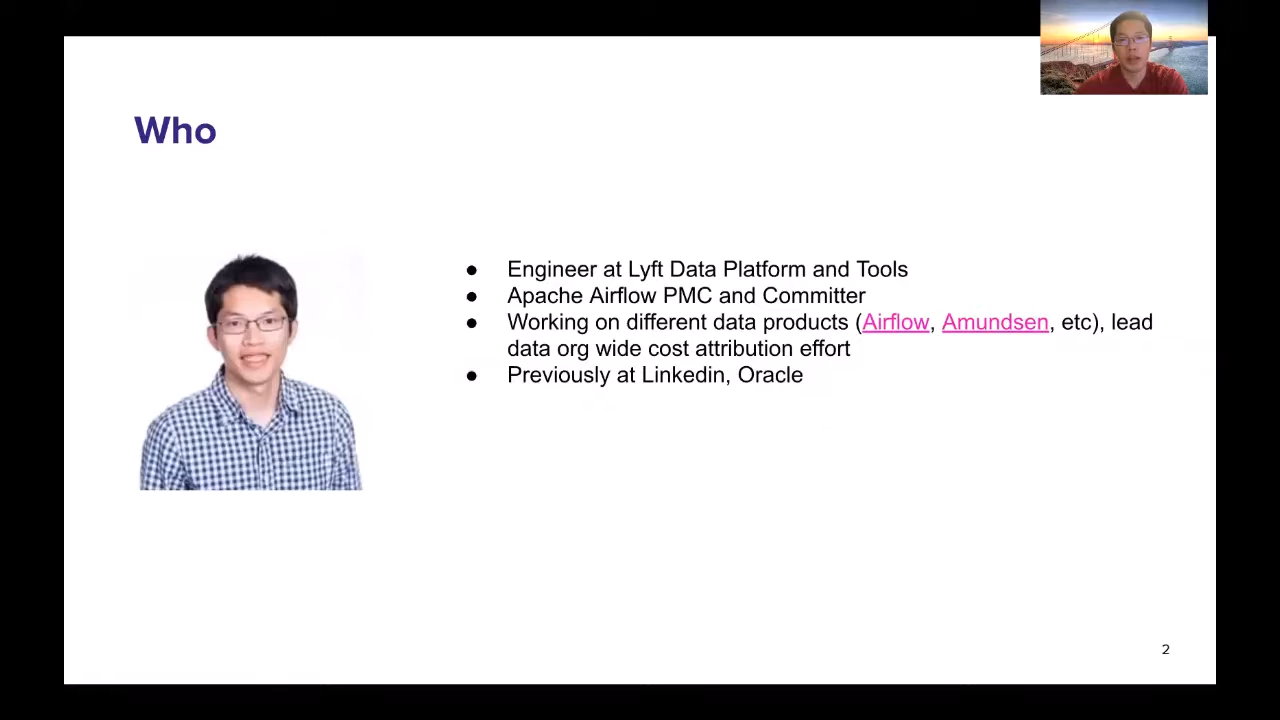 Who
● Engineer at Lyft Data Platform and Tools
● Apache Airflow PMC and Committer
● Working on different data products (Airflow, Amundsen, etc), lead
data org wide cost attribution effort
● Previously at Linkedin, Oracle
2